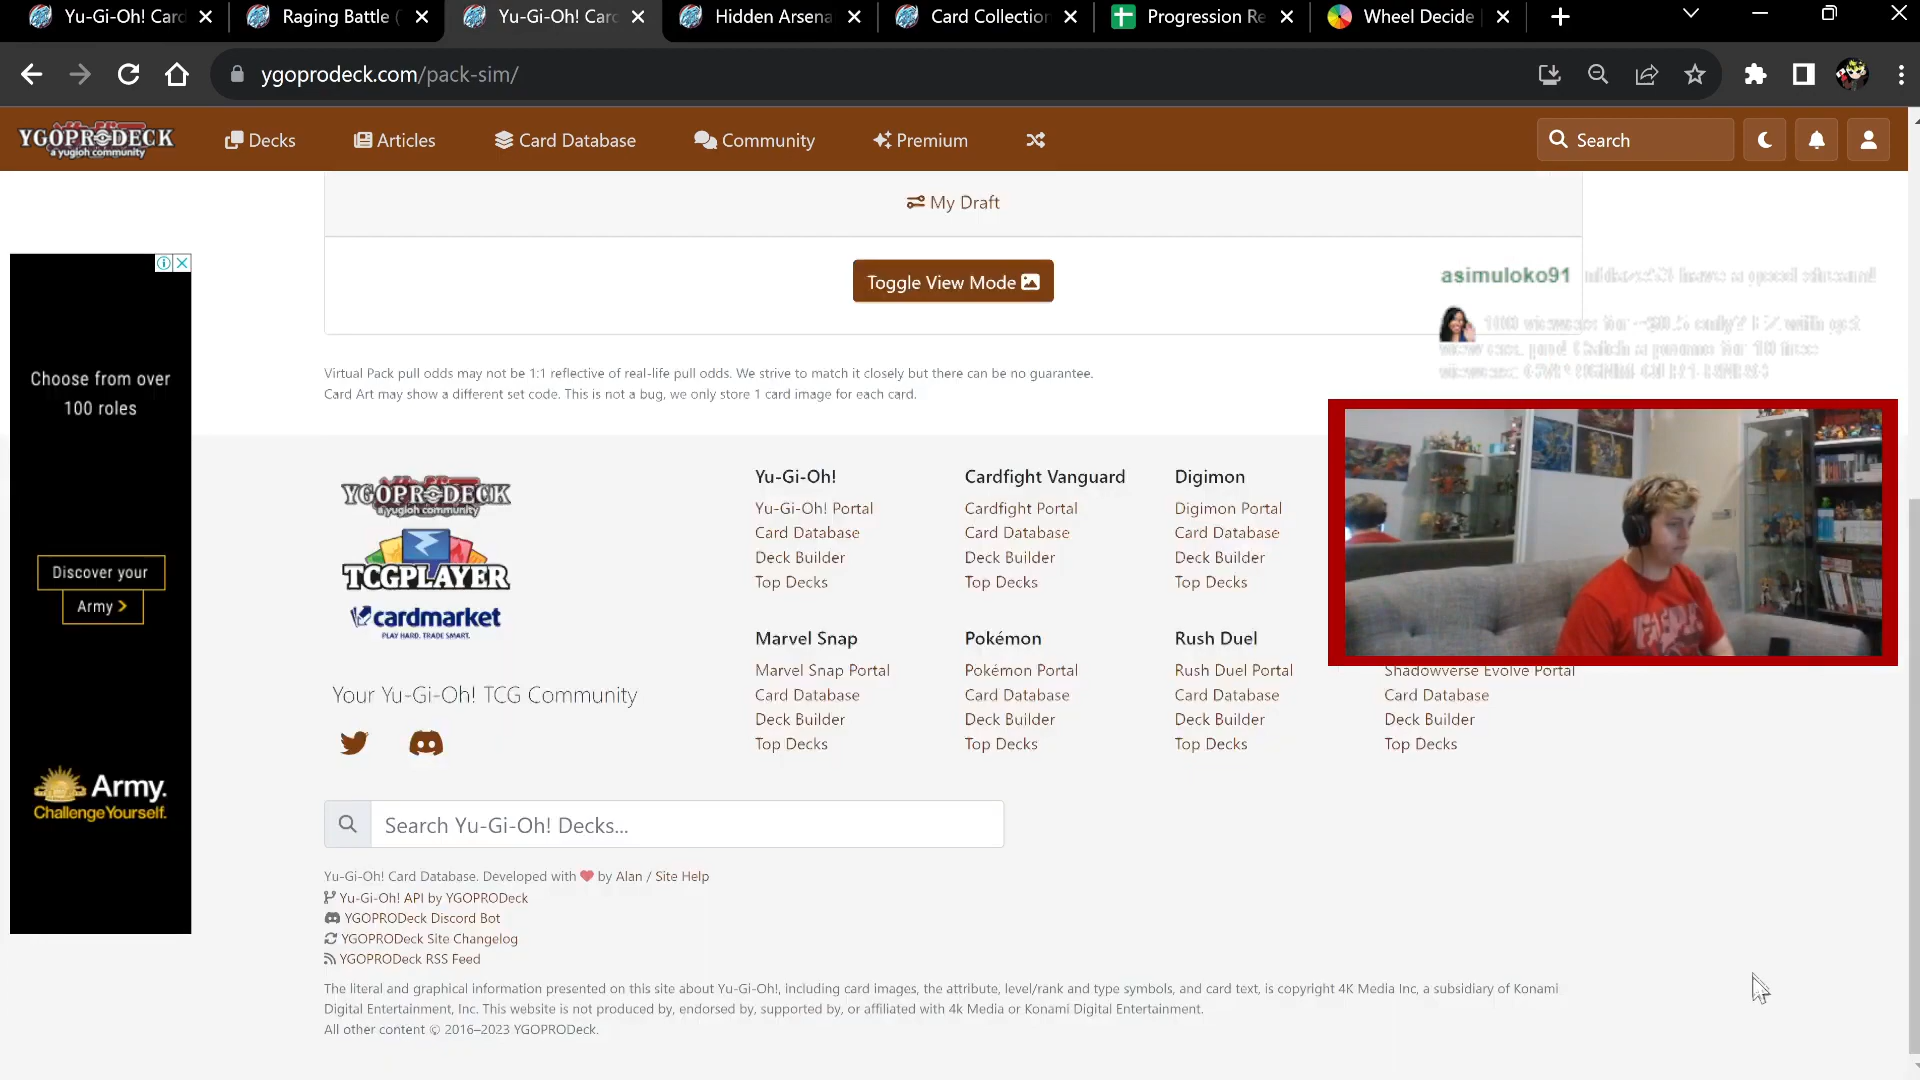 Yu-Gi-Oh! Car
Raging Battle (
Yu-Gi-Oh! Car
Hidden Arsena
Card Collection
Progression Re
Wheel Decide
ygoprodeck.com/pack-sim/
YGOPRODECK
a yugioh community
Decks
Articles
Card Database
Community
Premium
Search
My Draft
Toggle View Mode
asimuloko91 have a good stream!
Virtual Pack pull odds may not be 1:1 reflective of real-life pull odds. We strive to match it closely but there can be no guarantee.
Card Art may show a different set code. This is not a bug, we only store 1 card image for each card.
Choose from over
100 roles
Discover your
Army >
Army.
ChallengeYourself.
YGOPRODECK
a yugioh community
TCGPLAYER
cardmarket
PLAY HARD. TRADE SMART.
Your Yu-Gi-Oh! TCG Community
Yu-Gi-Oh!
Yu-Gi-Oh! Portal
Card Database
Deck Builder
Top Decks
Cardfight Vanguard
Cardfight Portal
Card Database
Deck Builder
Top Decks
Digimon
Digimon Portal
Card Database
Deck Builder
Top Decks
Marvel Snap
Marvel Snap Portal
Card Database
Deck Builder
Top Decks
Pokémon
Pokémon Portal
Card Database
Deck Builder
Top Decks
Rush Duel
Rush Duel Portal
Card Database
Deck Builder
Top Decks
Shadowverse Evolve Portal
Card Database
Deck Builder
Top Decks
Search Yu-Gi-Oh! Decks...
Yu-Gi-Oh! Card Database. Developed with ❤ by Alan / Site Help
Yu-Gi-Oh! API by YGOPRODeck
YGOPRODeck Discord Bot
YGOPRODeck Site Changelog
YGOPRODeck RSS Feed
The literal and graphical information presented on this site about Yu-Gi-Oh!, including card images, the attribute, level/rank and type symbols, and card text, is copyright 4K Media Inc, a subsidiary of Konami
Digital Entertainment, Inc. This website is not produced by, endorsed by, supported by, or affiliated with 4k Media or Konami Digital Entertainment.
All other content © 2016–2023 YGOPRODeck.